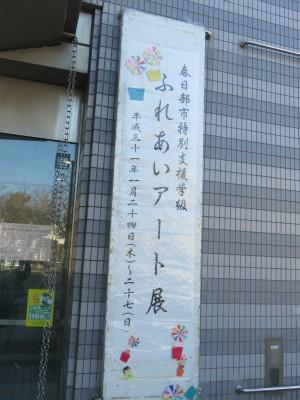 春日部市特別支援学級
ふれあいアート展
平成三十一年一月二十四日(木)～二十七(日)